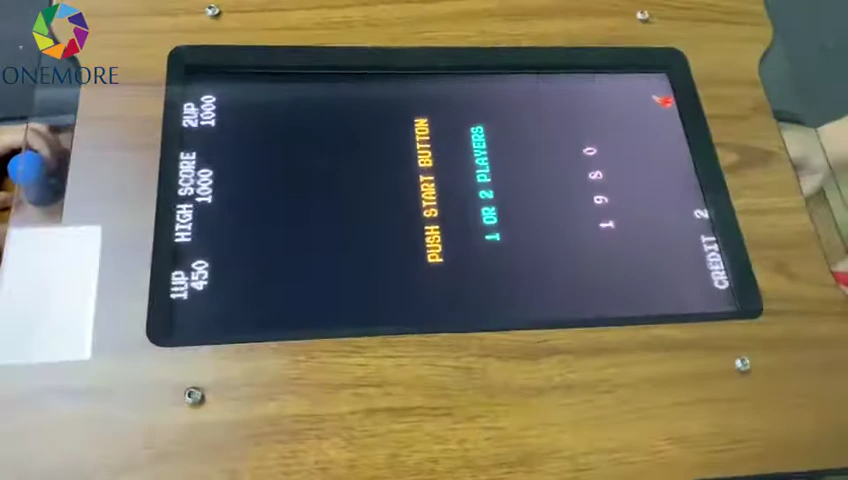 ONEMORE
1UP HIGH SCORE 2UP
450 1000 1000
PUSH START BUTTON
1 OR 2 PLAYERS
1980
CREDIT 2